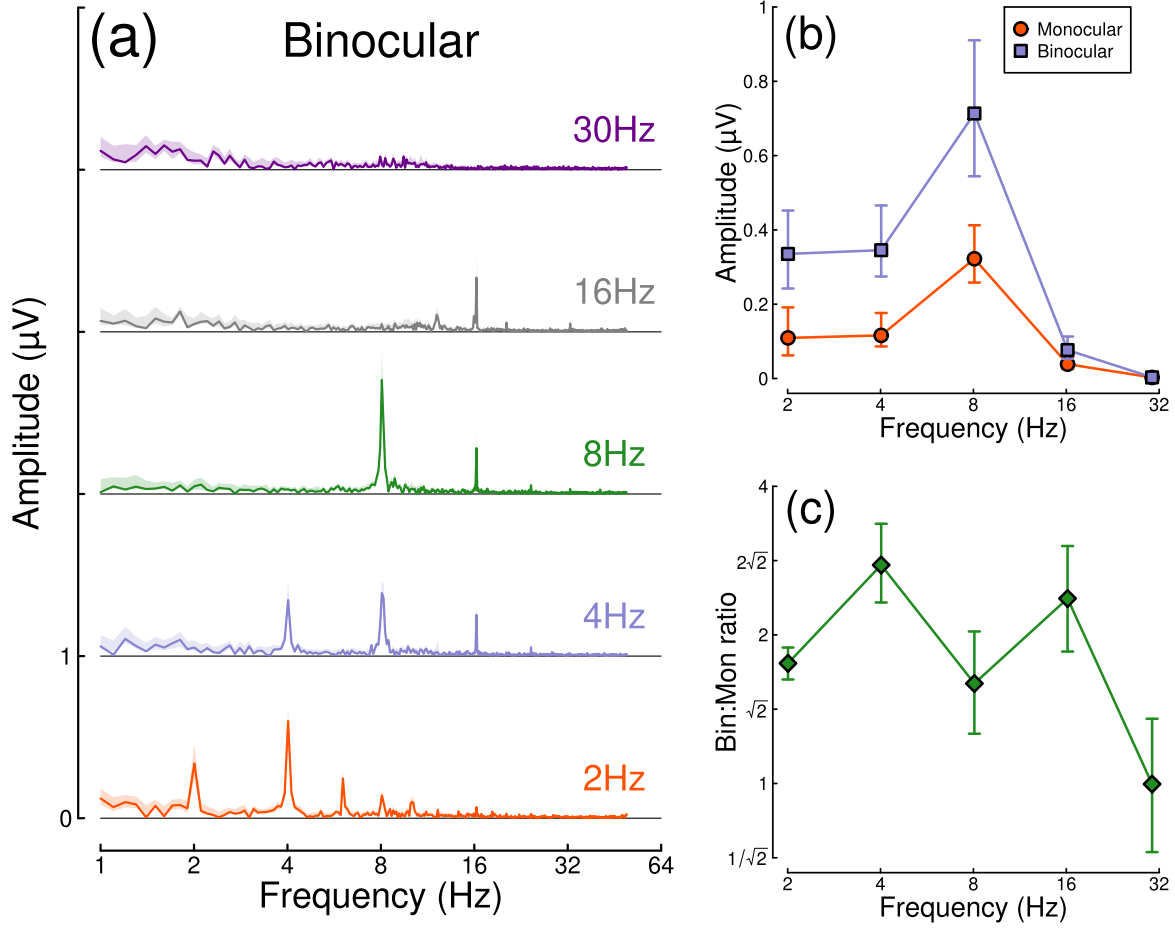 (a)
Binocular
30Hz
16Hz
8Hz
4Hz
2Hz
Amplitude (µV)
1
0
1 2 4 8 16 32 64
Frequency (Hz)
(b)
Monocular
Binocular
Amplitude (µV)
1
0.8
0.6
0.4
0.2
0
2 4 8 16 32
Frequency (Hz)
(c)
Bin:Mon ratio
4
2√2
2
√2
1
1/√2
2 4 8 16 32
Frequency (Hz)